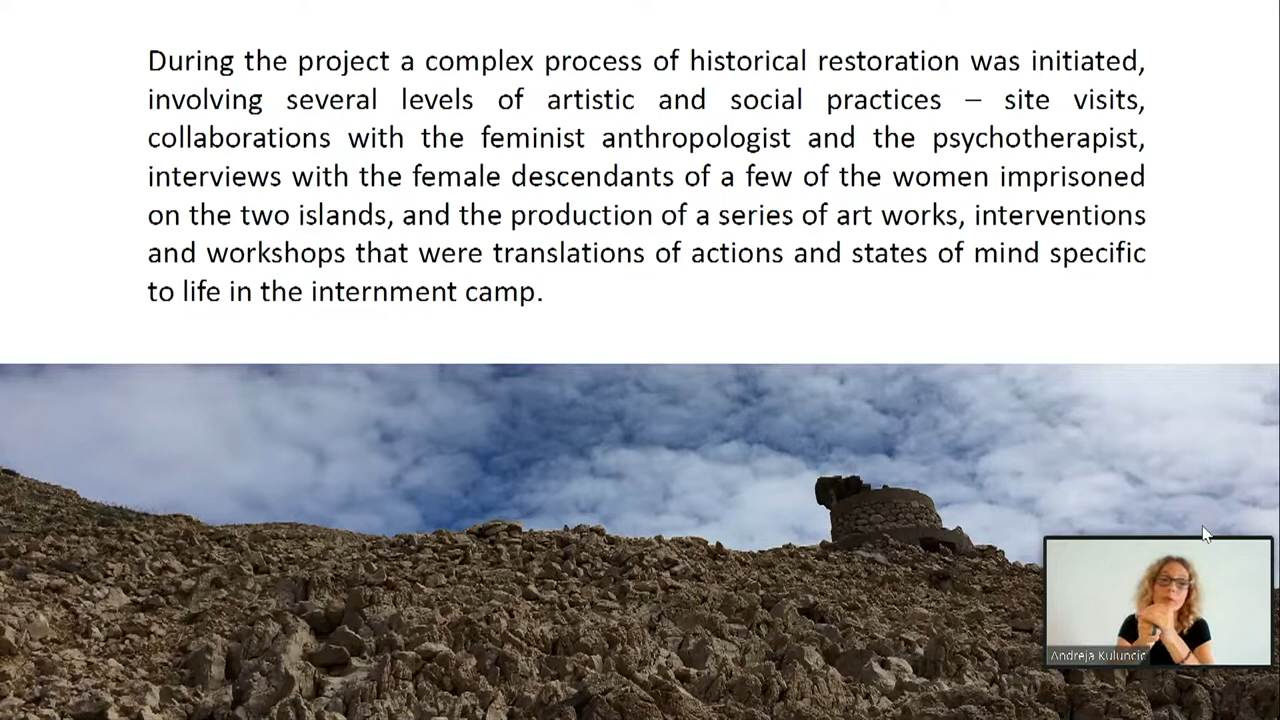 During the project a complex process of historical restoration was initiated,
involving several levels of artistic and social practices – site visits,
collaborations with the feminist anthropologist and the psychotherapist,
interviews with the female descendants of a few of the women imprisoned
on the two islands, and the production of a series of art works, interventions
and workshops that were translations of actions and states of mind specific
to life in the internment camp.
Andreja Kuluncic